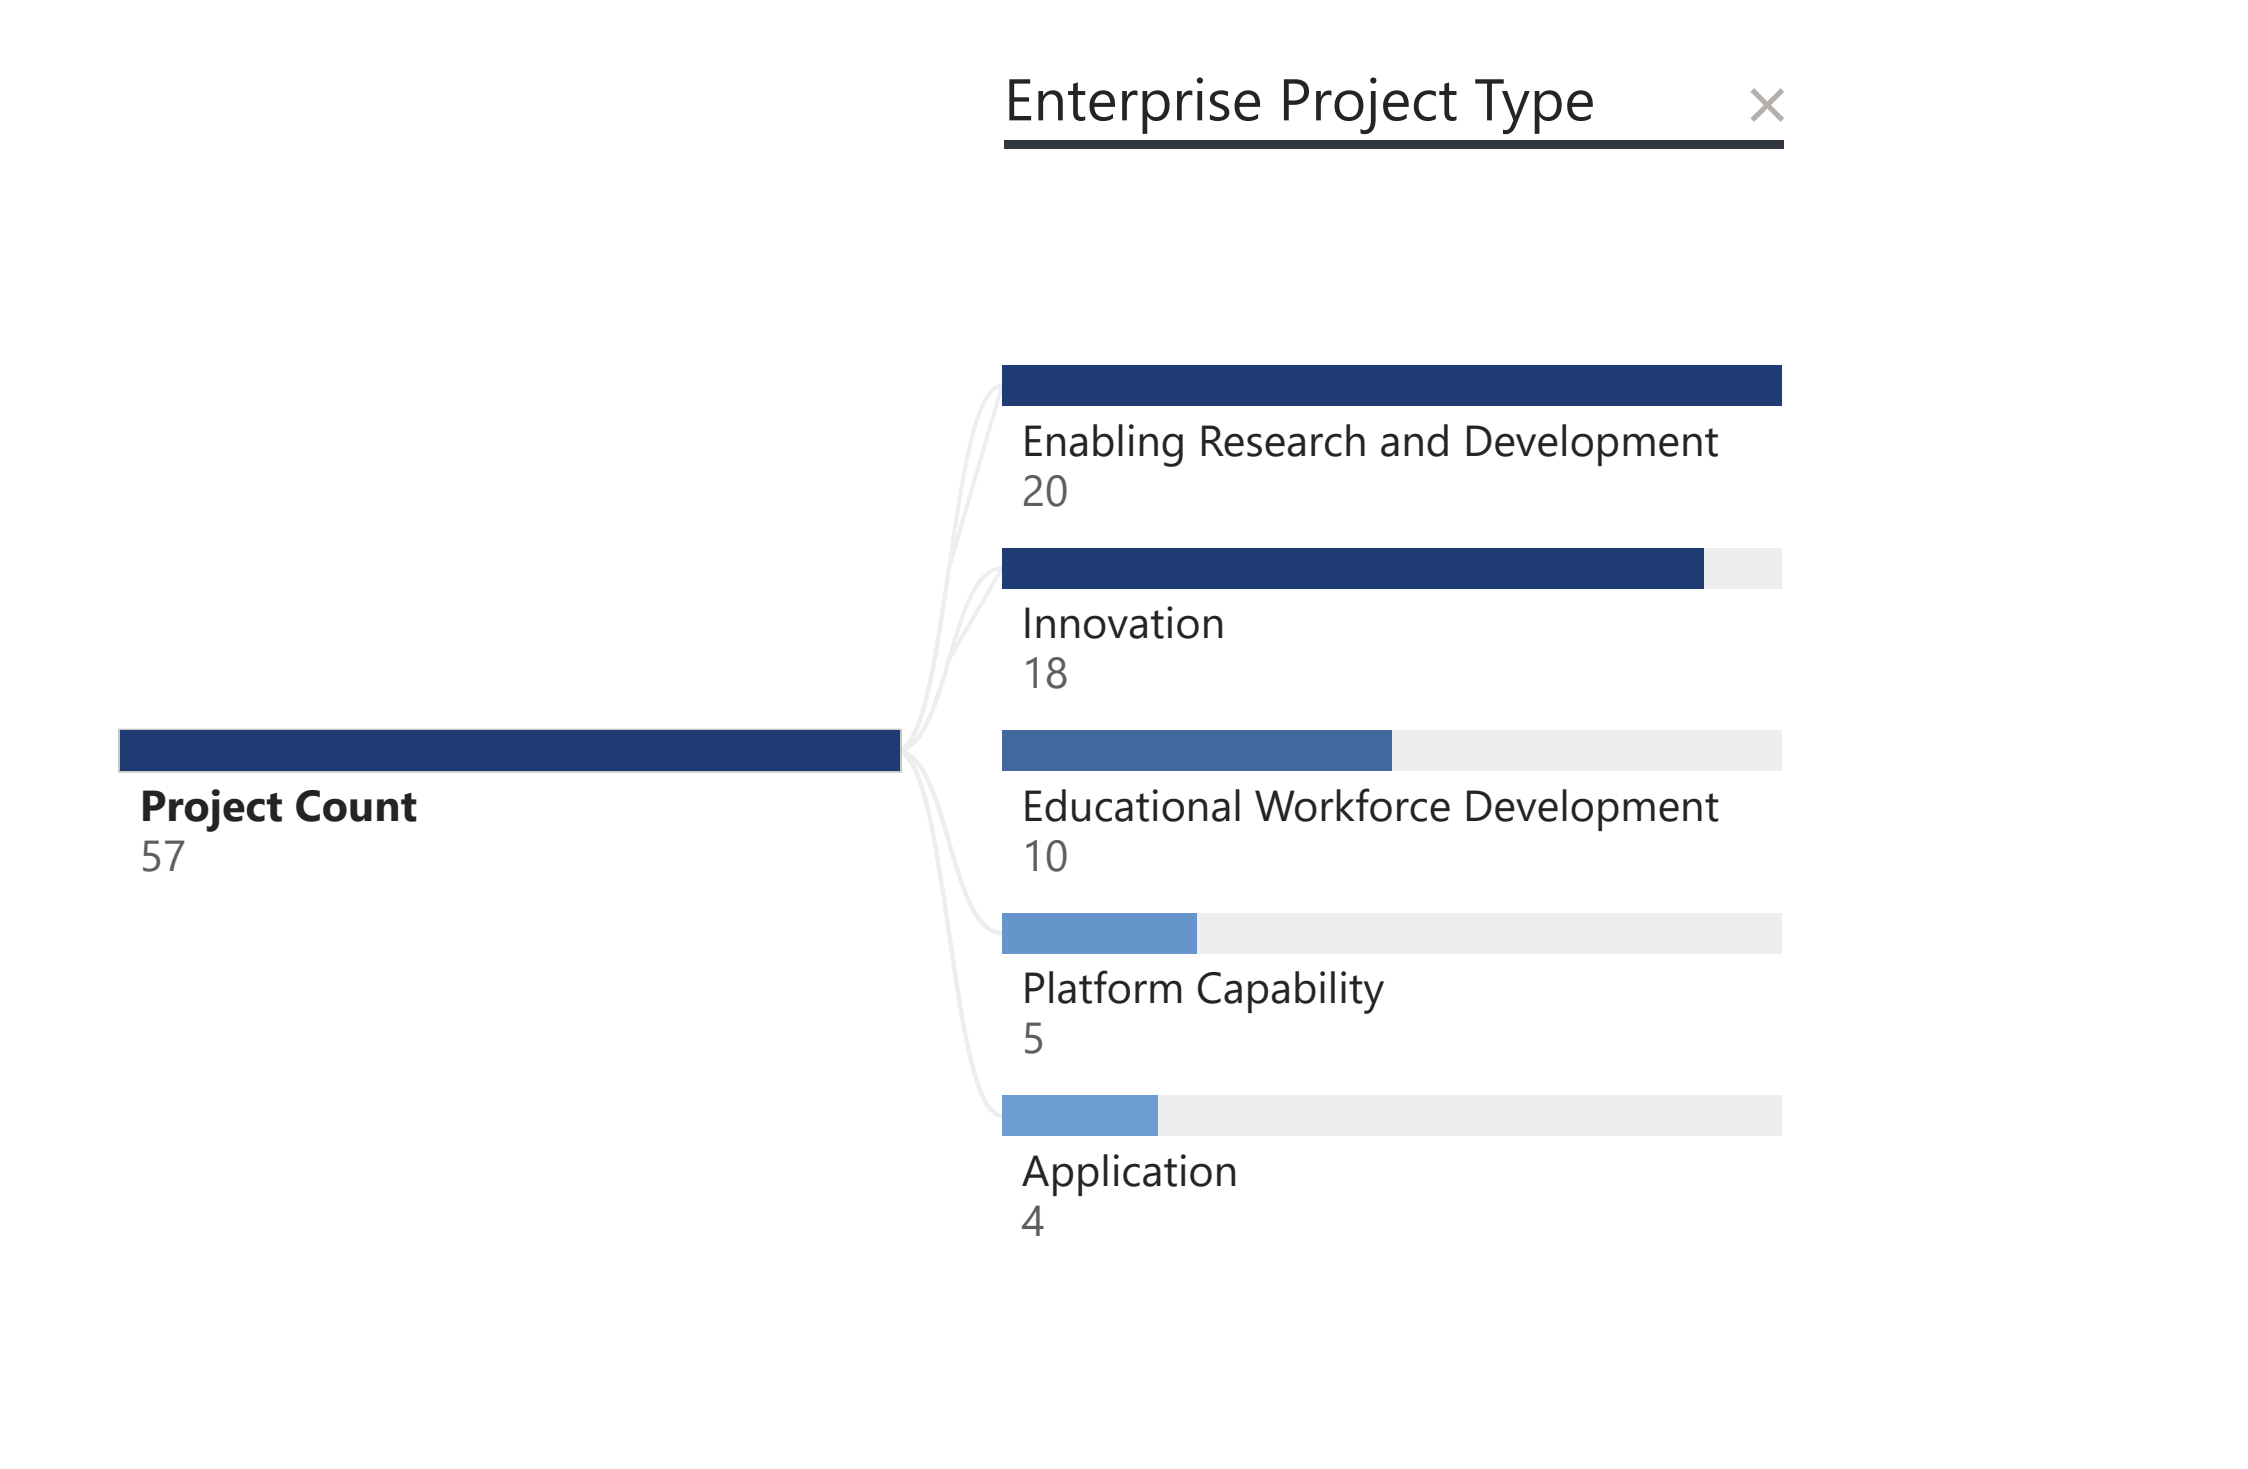 Enterprise Project Type
Enabling Research and Development
20
Innovation
18
Project Count
57
Educational Workforce Development
10
Platform Capability
5
Application
4